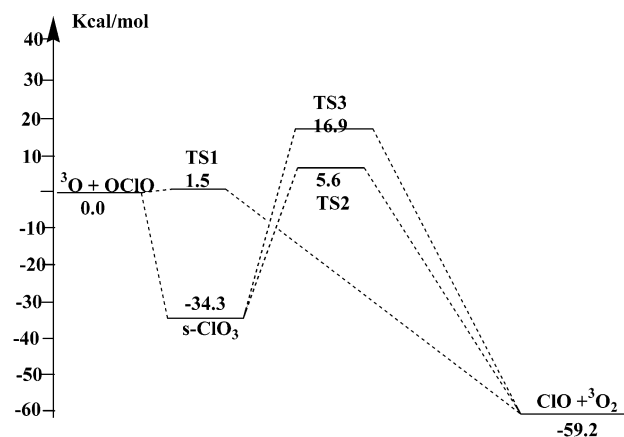 Kcal/mol
40
30
20
10
-10
-20
-30
-40
-50
-60
³O + OClO
0.0
TS1
1.5
-34.3
s-ClO₃
TS3
16.9
5.6
TS2
ClO +³O₂
-59.2